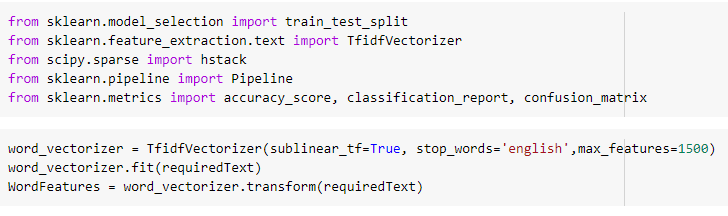 from sklearn.model_selection import train_test_split
from sklearn.feature_extraction.text import TfidfVectorizer
from scipy.sparse import hstack
from sklearn.pipeline import Pipeline
from sklearn.metrics import accuracy_score, classification_report, confusion_matrix
word_vectorizer = TfidfVectorizer(sublinear_tf=True, stop_words='english',max_features=1500)
word_vectorizer.fit(requiredText)
WordFeatures = word_vectorizer.transform(requiredText)